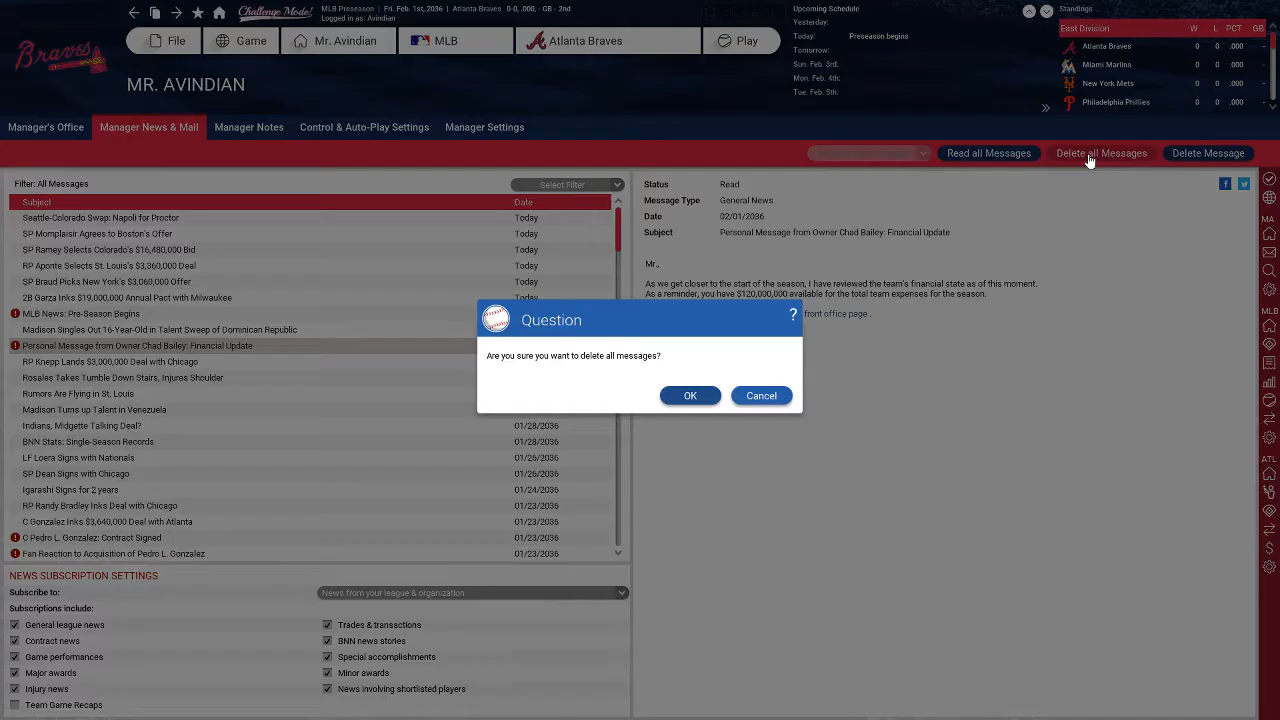 Challenge Mode!
MLB Preseason | Fri. Feb. 1st, 2036 | Atlanta Braves 0-0, .000, - GB - 2nd
Logged in as: Avindian
Braves
File
Game
Mr. Avindian
MLB
Atlanta Braves
Play
MR. AVINDIAN
Upcoming Schedule
Yesterday:
Today: Preseason begins
Tomorrow:
Sun. Feb. 3rd:
Mon. Feb. 4th:
Tue. Feb. 5th:
Standings
East Division W L PCT GB
Atlanta Braves 0 0 .000 -
Miami Marlins 0 0 .000 -
New York Mets 0 0 .000 -
Philadelphia Phillies 0 0 .000 -
Manager's Office
Manager News & Mail
Manager Notes
Control & Auto-Play Settings
Manager Settings
Read all Messages
Delete all Messages
Delete Message
Filter: All Messages
Select Filter
Subject Date
Seattle-Colorado Swap: Napoli for Proctor Today
SP Momplaisir Agrees to Boston's Offer Today
SP Ramey Selects Colorado's $16,480,000 Bid Today
RP Aponte Selects St. Louis's $3,360,000 Deal Today
SP Braud Picks New York's $3,060,000 Offer Today
2B Garza Inks $19,000,000 Annual Pact with Milwaukee Today
MLB News: Pre-Season Begins
Madison Singles Out 16-Year-Old in Talent Sweep of Dominican Republic
Personal Message from Owner Chad Bailey: Financial Update
RP Knepp Lands $3,000,000 Deal with Chicago
Rosales Takes Tumble Down Stairs, Injures Shoulder
Rumors Are Flying in St. Louis
Madison Turns up Talent in Venezuela
Indians, Midgette Talking Deal? 01/28/2036
BNN Stats: Single-Season Records 01/28/2036
LF Loera Signs with Nationals 01/26/2036
SP Dean Signs with Chicago 01/26/2036
Igarashi Signs for 2 years 01/24/2036
RP Randy Bradley Inks Deal with Chicago 01/23/2036
C Gonzalez Inks $3,640,000 Deal with Atlanta 01/23/2036
C Pedro L. Gonzalez: Contract Signed 01/23/2036
Fan Reaction to Acquisition of Pedro L. Gonzalez 01/23/2036
Status Read
Message Type General News
Date 02/01/2036
Subject Personal Message from Owner Chad Bailey: Financial Update
Mr.,
As we get closer to the start of the season, I have reviewed the team's financial state as of this moment.
As a reminder, you have $120,000,000 available for the total team expenses for the season.
front office page .
Question
?
Are you sure you want to delete all messages?
OK
Cancel
NEWS SUBSCRIPTION SETTINGS
Subscribe to: News from your league & organization
Subscriptions include:
General league news Trades & transactions
Contract news BNN news stories
Game performances Special accomplishments
Major awards Minor awards
Injury news News involving shortlisted players
Team Game Recaps
MA
MLB
ATL